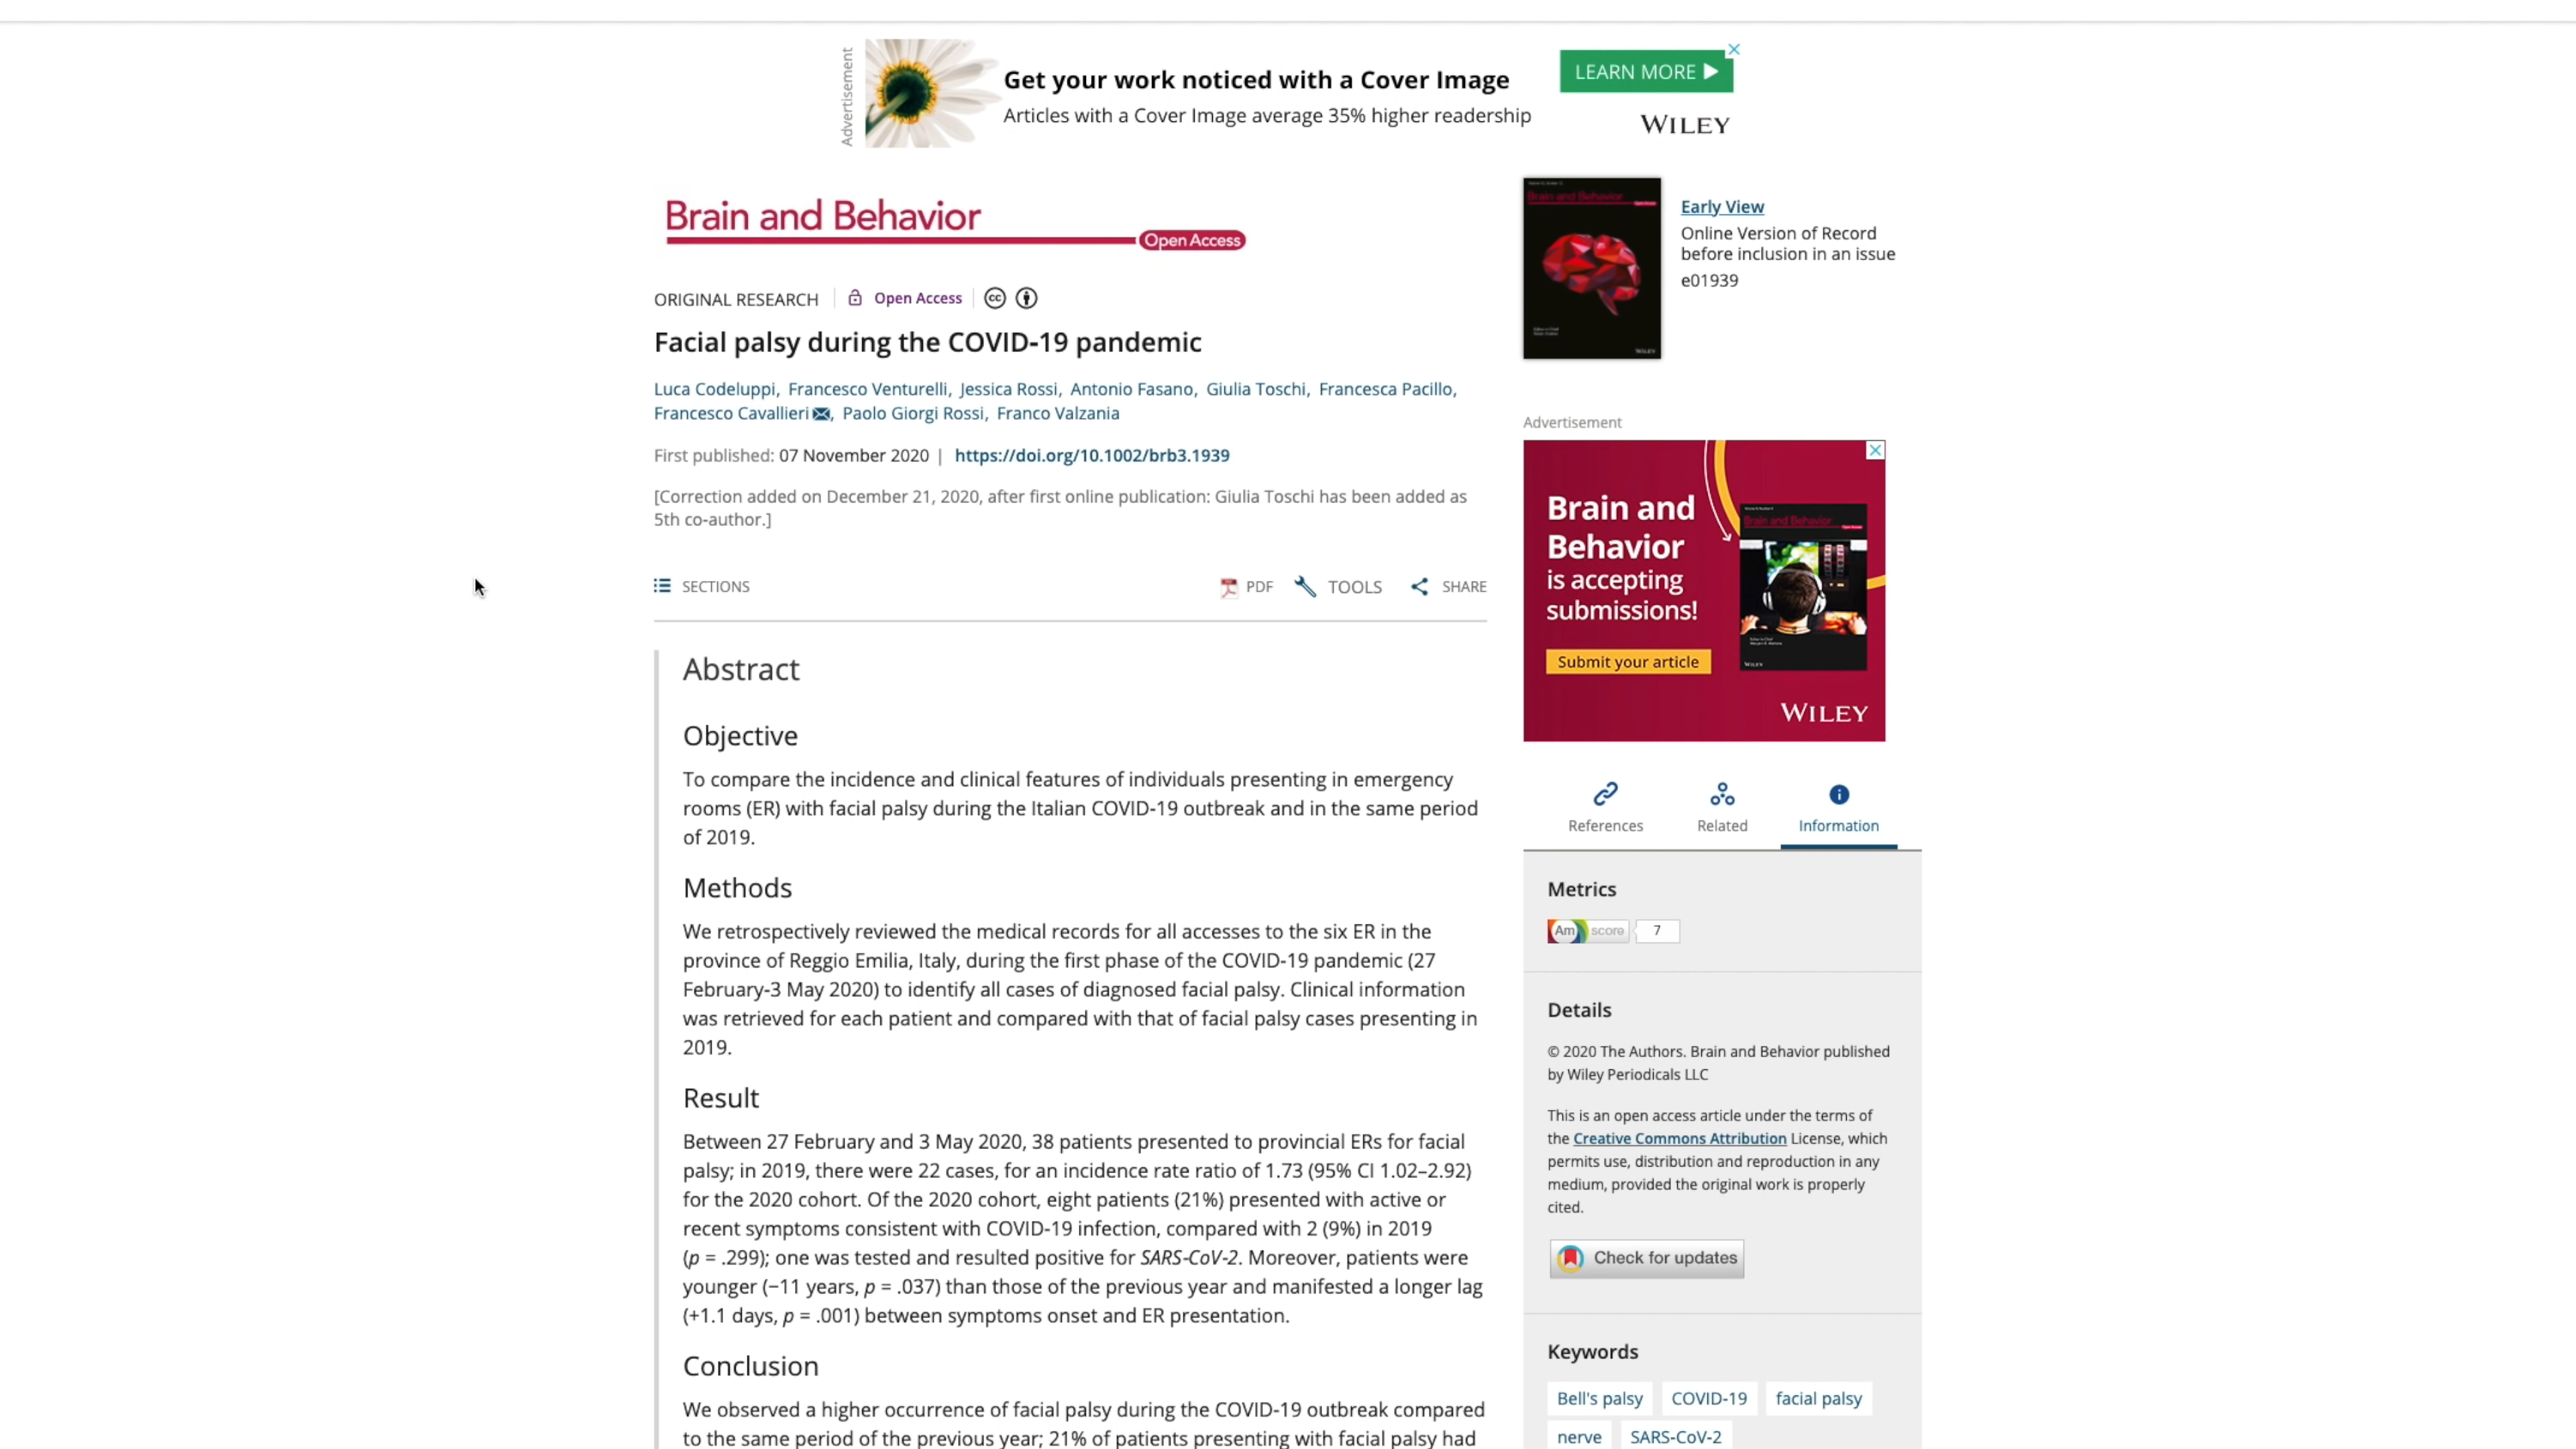 Advertisement
Get your work noticed with a Cover Image
Articles with a Cover Image average 35% higher readership
LEARN MORE
WILEY
Brain and Behavior
Open Access
ORIGINAL RESEARCH
Open Access
cc
Facial palsy during the COVID-19 pandemic
Luca Codeluppi, Francesco Venturelli, Jessica Rossi, Antonio Fasano, Giulia Toschi, Francesca Pacillo,
Francesco Cavallieri, Paolo Giorgi Rossi, Franco Valzania
First published: 07 November 2020 | https://doi.org/10.1002/brb3.1939
[Correction added on December 21, 2020, after first online publication: Giulia Toschi has been added as
5th co-author.]
SECTIONS
PDF
TOOLS
SHARE
Abstract
Objective
To compare the incidence and clinical features of individuals presenting in emergency
rooms (ER) with facial palsy during the Italian COVID-19 outbreak and in the same period
of 2019.
Methods
We retrospectively reviewed the medical records for all accesses to the six ER in the
province of Reggio Emilia, Italy, during the first phase of the COVID-19 pandemic (27
February-3 May 2020) to identify all cases of diagnosed facial palsy. Clinical information
was retrieved for each patient and compared with that of facial palsy cases presenting in
2019.
Result
Between 27 February and 3 May 2020, 38 patients presented to provincial ERs for facial
palsy; in 2019, there were 22 cases, for an incidence rate ratio of 1.73 (95% CI 1.02–2.92)
for the 2020 cohort. Of the 2020 cohort, eight patients (21%) presented with active or
recent symptoms consistent with COVID-19 infection, compared with 2 (9%) in 2019
(p = .299); one was tested and resulted positive for SARS-CoV-2. Moreover, patients were
younger (−11 years, p = .037) than those of the previous year and manifested a longer lag
(+1.1 days, p = .001) between symptoms onset and ER presentation.
Conclusion
We observed a higher occurrence of facial palsy during the COVID-19 outbreak compared
to the same period of the previous year; 21% of patients presenting with facial palsy had
Brain and Behavior
WILEY
Early View
Online Version of Record
before inclusion in an issue
e01939
Advertisement
Brain and
Behavior
is accepting
submissions!
Submit your article
Brain and Behavior
WILEY
WILEY
References
Related
Information
Metrics
Am score 7
Details
© 2020 The Authors. Brain and Behavior published
by Wiley Periodicals LLC
This is an open access article under the terms of
the Creative Commons Attribution License, which
permits use, distribution and reproduction in any
medium, provided the original work is properly
cited.
Check for updates
Keywords
Bell's palsy
COVID-19
facial palsy
nerve
SARS-CoV-2